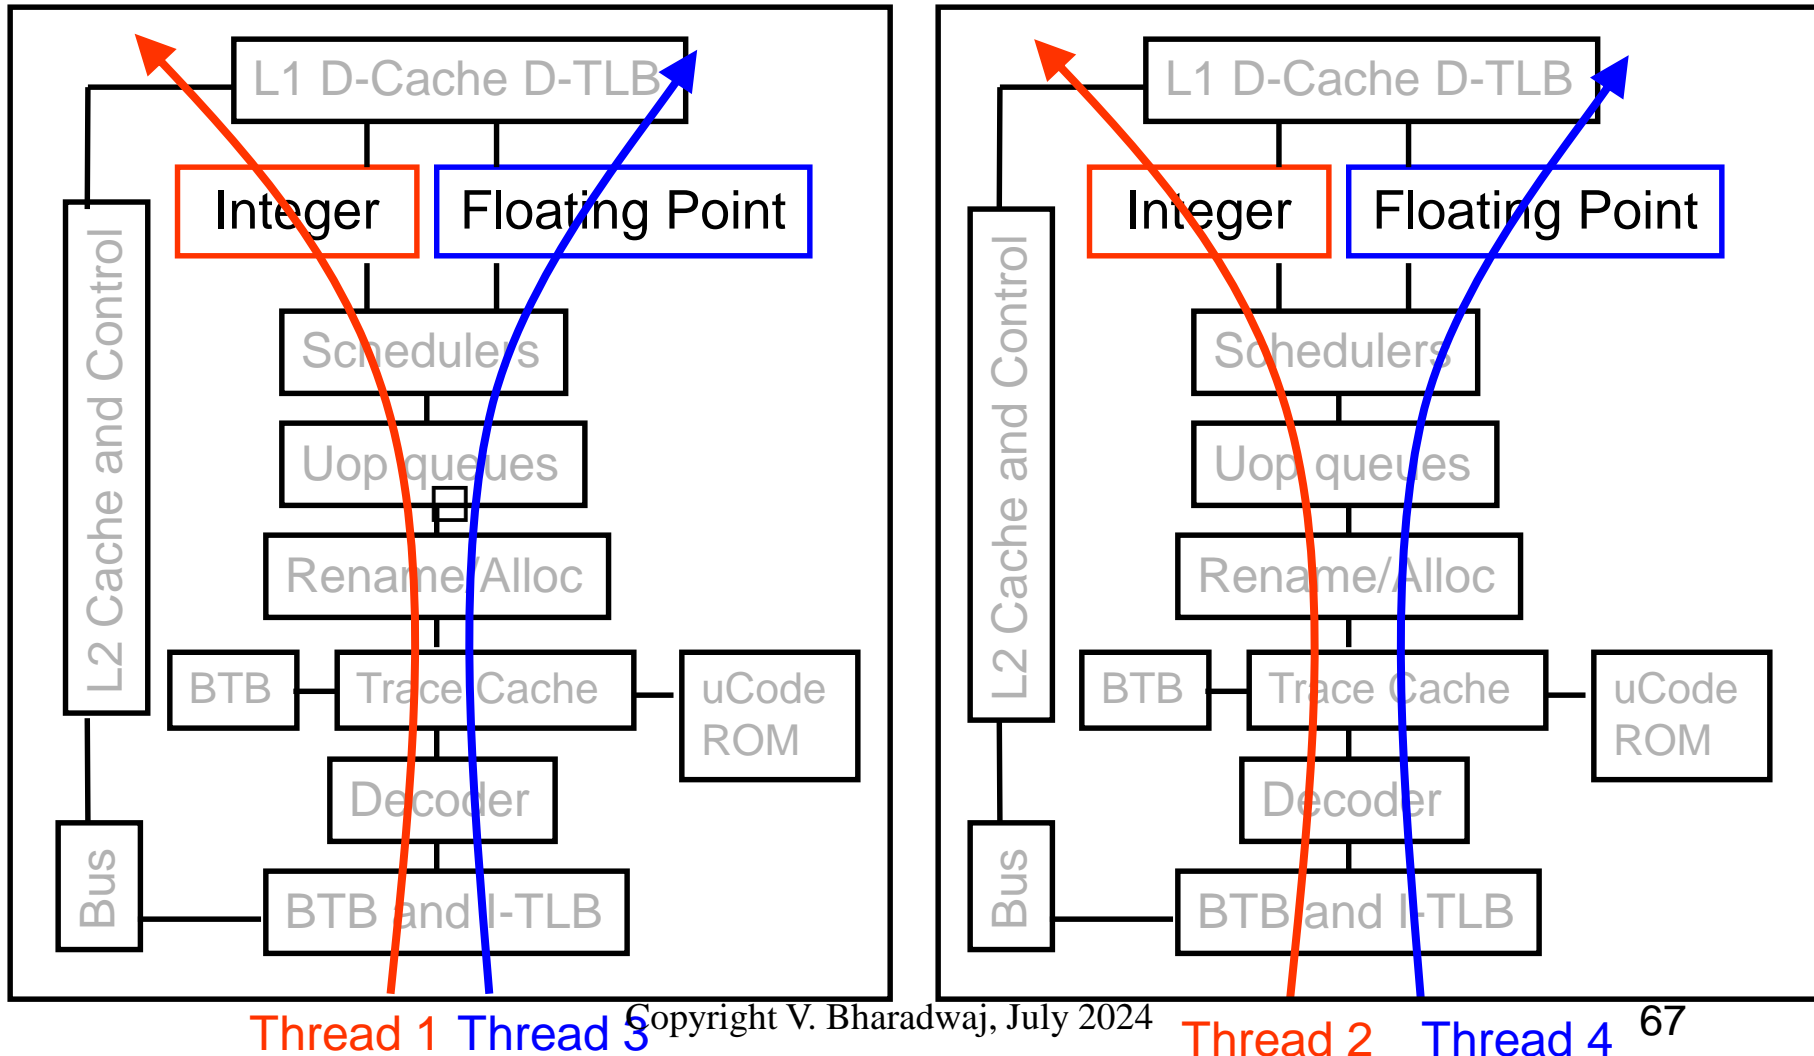 L1 D-Cache D-TLB
Integer
Floating Point
L2 Cache and Control
Schedulers
Uop queues
Rename/Alloc
BTB
Trace Cache
uCode
ROM
Decoder
Bus
BTB and I-TLB
Thread 1
Thread 3
L1 D-Cache D-TLB
Integer
Floating Point
L2 Cache and Control
Schedulers
Uop queues
Rename/Alloc
BTB
Trace Cache
uCode
ROM
Decoder
Bus
BTB and I-TLB
Thread 2
Thread 4
Copyright V. Bharadwaj, July 2024
67